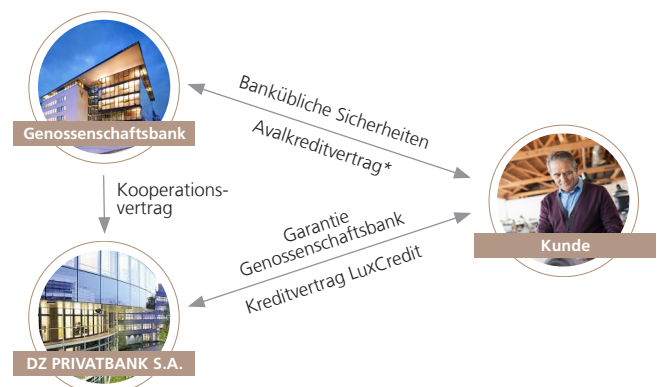 Genossenschaftsbank
Bankübliche Sicherheiten
Avalkreditvertrag*
Kooperations-
vertrag
Garantie
Genossenschaftsbank
Kreditvertrag LuxCredit
Kunde
DZ PRIVATBANK S.A.